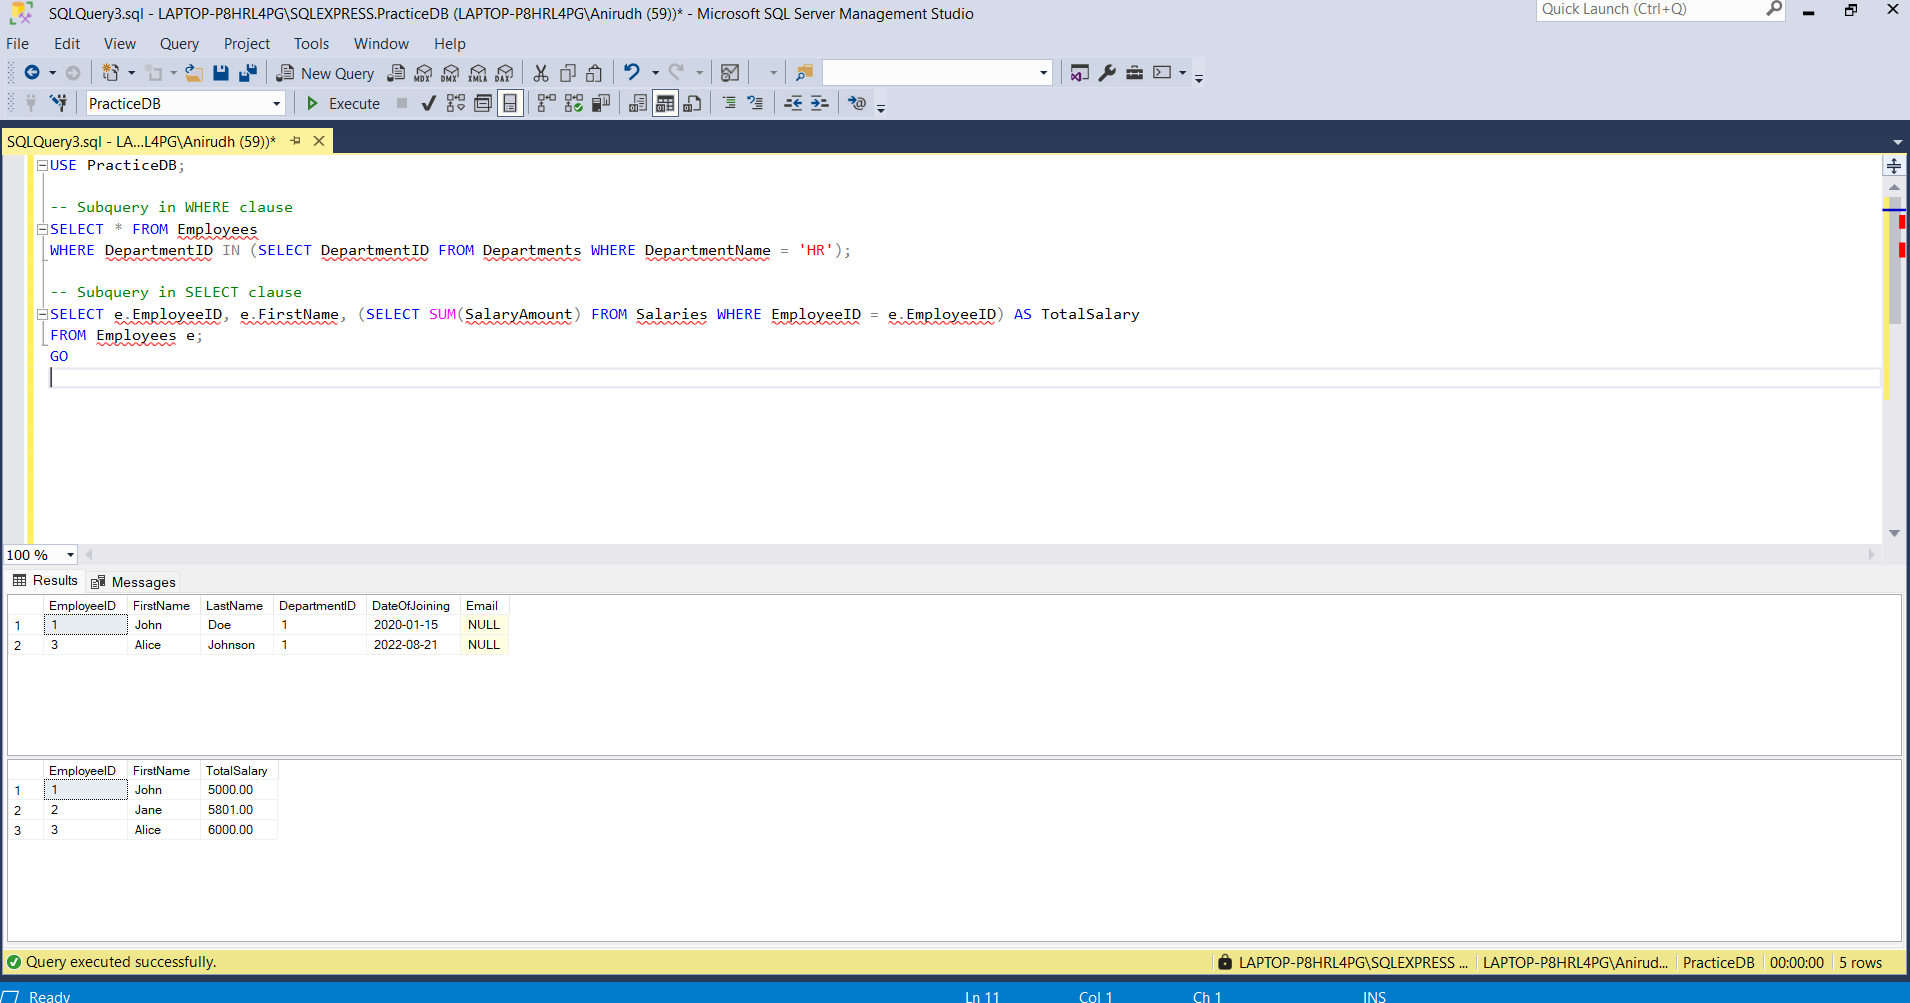 SQLQuery3.sql - LAPTOP-P8HRL4PG\SQLEXPRESS.PracticeDB (LAPTOP-P8HRL4PG\Anirudh (59))* - Microsoft SQL Server Management Studio
Quick Launch (Ctrl+Q)
File Edit View Query Project Tools Window Help
New Query MDX DMX XMLA DAX
PracticeDB Execute
SQLQuery3.sql - LA...L4PG\Anirudh (59))*
USE PracticeDB;
-- Subquery in WHERE clause
SELECT * FROM Employees
WHERE DepartmentID IN (SELECT DepartmentID FROM Departments WHERE DepartmentName = 'HR');
-- Subquery in SELECT clause
SELECT e.EmployeeID, e.FirstName, (SELECT SUM(SalaryAmount) FROM Salaries WHERE EmployeeID = e.EmployeeID) AS TotalSalary
FROM Employees e;
GO
100 %
Results Messages
EmployeeID FirstName LastName DepartmentID DateOfJoining Email
1 1 John Doe 1 2020-01-15 NULL
2 3 Alice Johnson 1 2022-08-21 NULL
EmployeeID FirstName TotalSalary
1 1 John 5000.00
2 2 Jane 5801.00
3 3 Alice 6000.00
Query executed successfully. LAPTOP-P8HRL4PG\SQLEXPRESS ... LAPTOP-P8HRL4PG\Anirud... PracticeDB 00:00:00 5 rows
Ready Ln 11 Col 1 Ch 1 INS